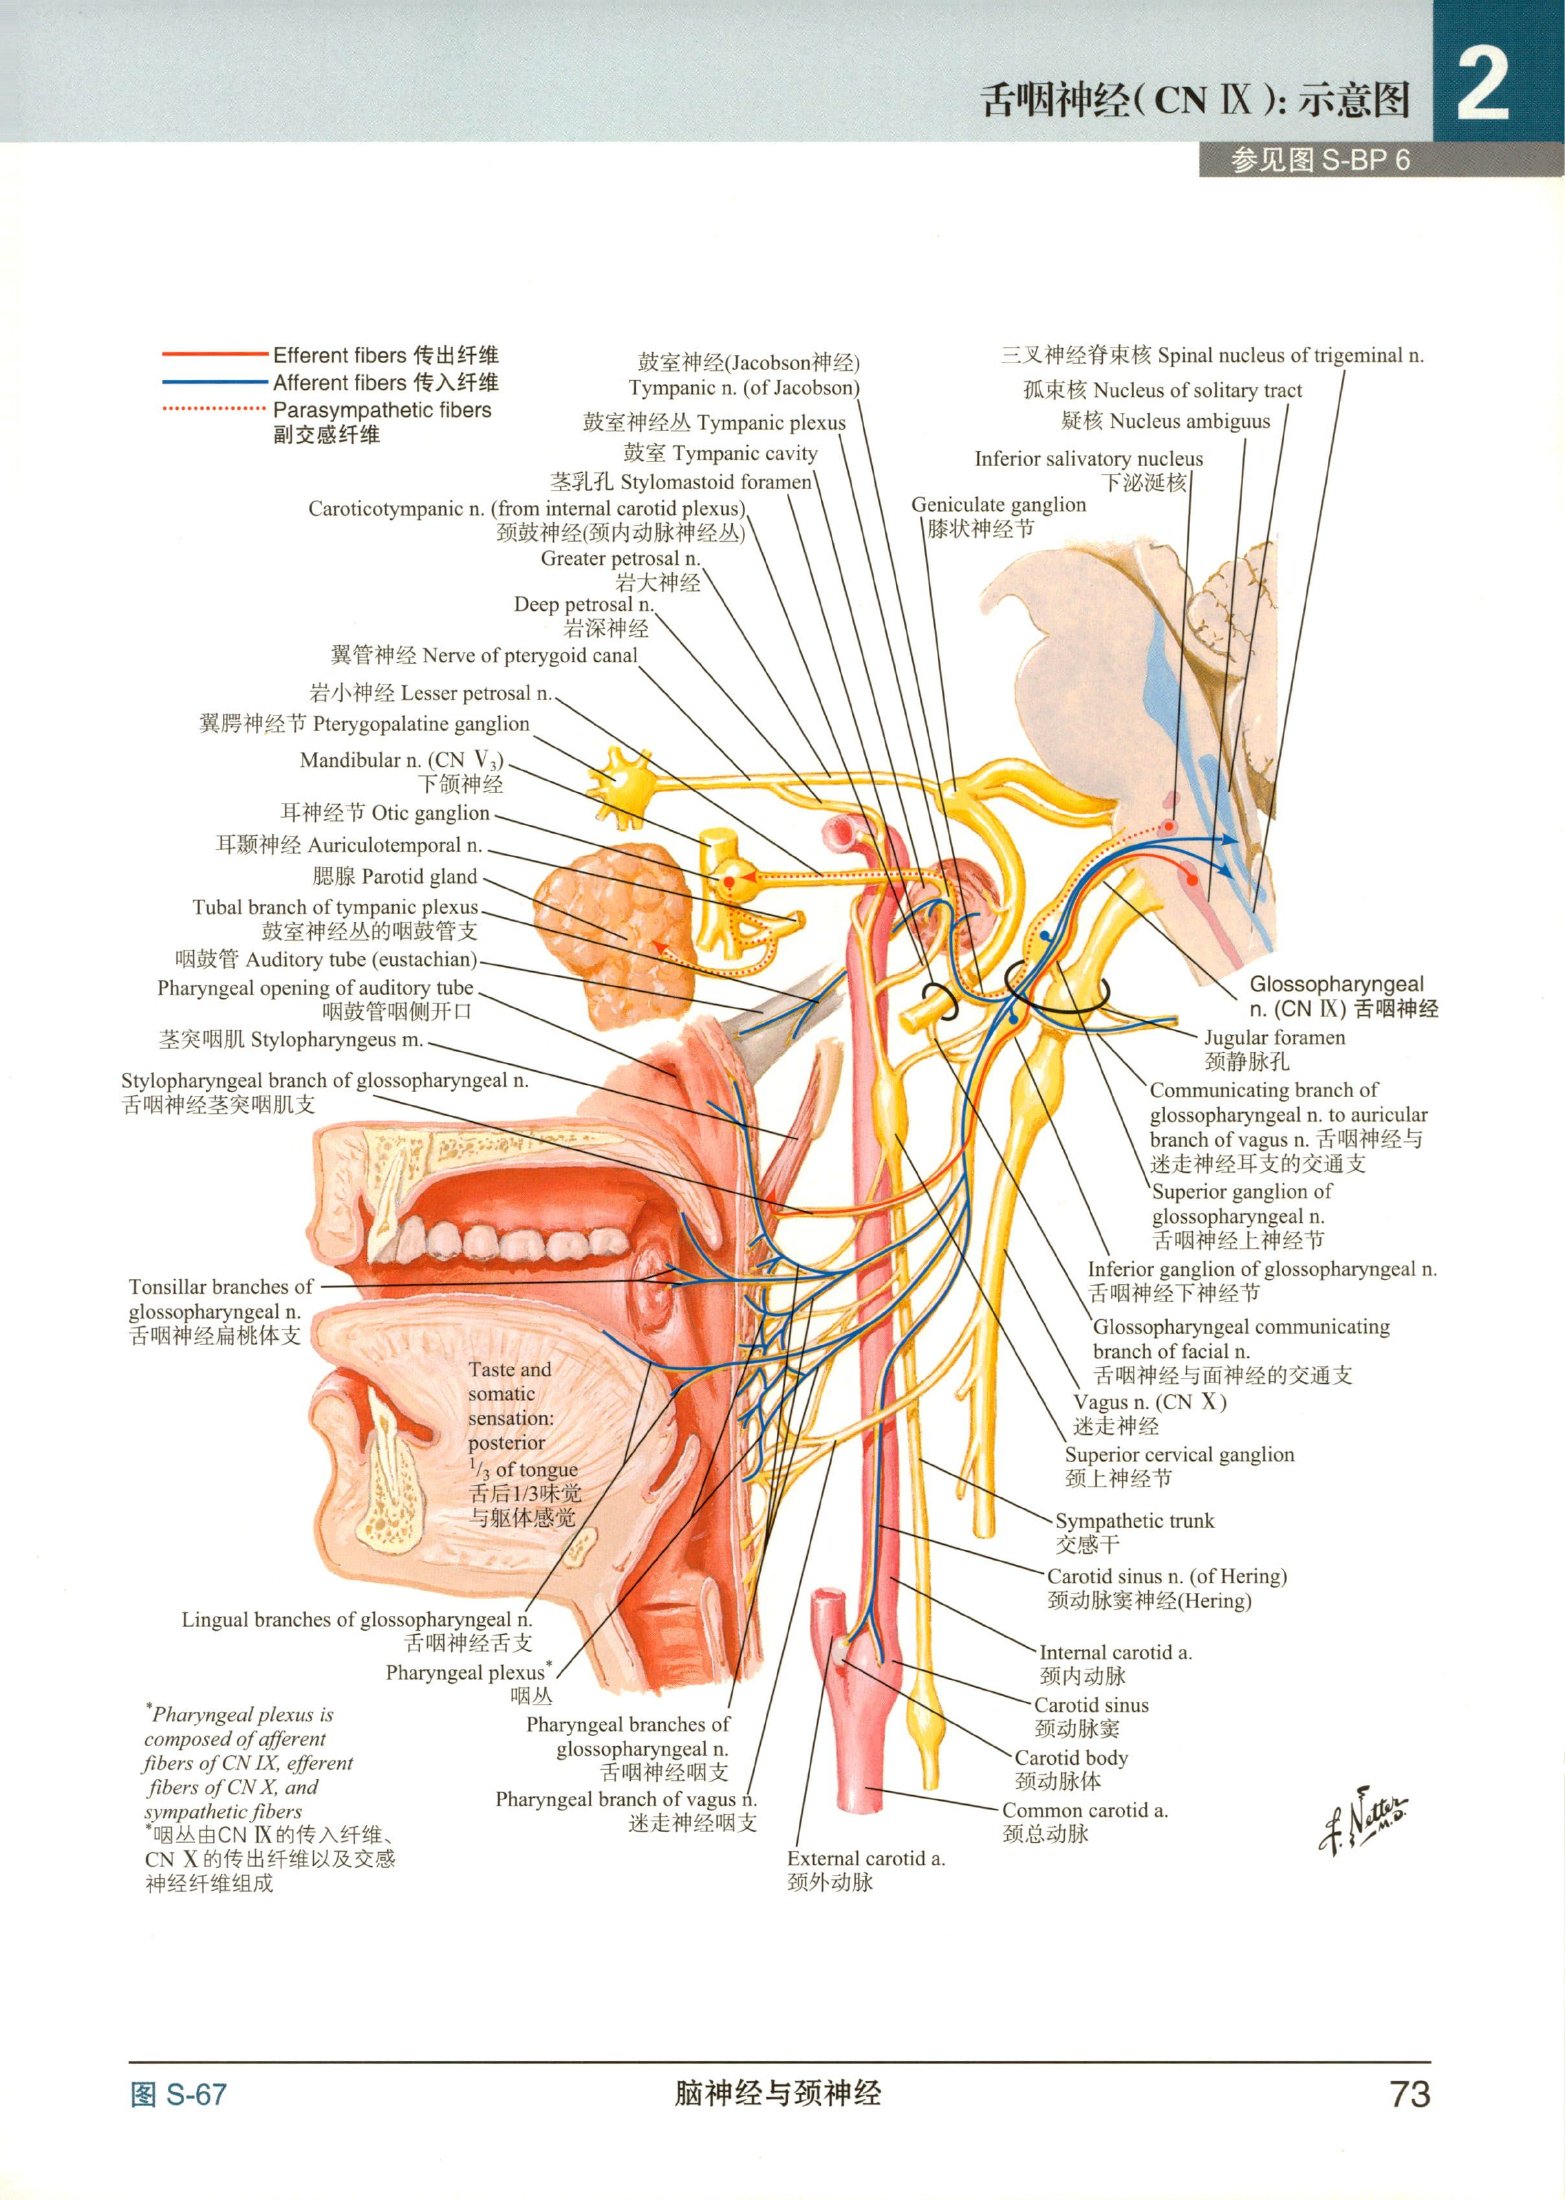 舌咽神经(CN Ⅸ): 示意图
2
参见图 S-BP 6
Efferent fibers 传出纤维
Afferent fibers 传入纤维
Parasympathetic fibers
副交感纤维
鼓室神经(Jacobson神经)
Tympanic n. (of Jacobson)
鼓室神经丛 Tympanic plexus
鼓室 Tympanic cavity
茎乳孔 Stylomastoid foramen
Caroticotympanic n. (from internal carotid plexus)
颈鼓神经(颈内动脉神经丛)
Greater petrosal n.
岩大神经
Deep petrosal n.
岩深神经
翼管神经 Nerve of pterygoid canal
岩小神经 Lesser petrosal n.
翼腭神经节 Pterygopalatine ganglion
Mandibular n. (CN Ⅴ₃)
下颌神经
耳神经节 Otic ganglion
耳颞神经 Auriculotemporal n.
腮腺 Parotid gland
Tubal branch of tympanic plexus
鼓室神经丛的咽鼓管支
咽鼓管 Auditory tube (eustachian)
Pharyngeal opening of auditory tube
咽鼓管咽侧开口
茎突咽肌 Stylopharyngeus m.
Stylopharyngeal branch of glossopharyngeal n.
舌咽神经茎突咽肌支
Tonsillar branches of
glossopharyngeal n.
舌咽神经扁桃体支
Taste and
somatic
sensation:
posterior
1/3 of tongue
舌后1/3味觉
与躯体感觉
Lingual branches of glossopharyngeal n.
舌咽神经舌支
Pharyngeal plexus*
咽丛
Pharyngeal branches of
glossopharyngeal n.
舌咽神经咽支
Pharyngeal branch of vagus n.
迷走神经咽支
External carotid a.
颈外动脉
三叉神经脊束核 Spinal nucleus of trigeminal n.
孤束核 Nucleus of solitary tract
疑核 Nucleus ambiguus
Inferior salivatory nucleus
下泌涎核
Geniculate ganglion
膝状神经节
Glossopharyngeal
n. (CN Ⅸ) 舌咽神经
Jugular foramen
颈静脉孔
Communicating branch of
glossopharyngeal n. to auricular
branch of vagus n. 舌咽神经与
迷走神经耳支的交通支
Superior ganglion of
glossopharyngeal n.
舌咽神经上神经节
Inferior ganglion of glossopharyngeal n.
舌咽神经下神经节
Glossopharyngeal communicating
branch of facial n.
舌咽神经与面神经的交通支
Vagus n. (CN Ⅹ)
迷走神经
Superior cervical ganglion
颈上神经节
Sympathetic trunk
交感干
Carotid sinus n. (of Hering)
颈动脉窦神经(Hering)
Internal carotid a.
颈内动脉
Carotid sinus
颈动脉窦
Carotid body
颈动脉体
Common carotid a.
颈总动脉
*Pharyngeal plexus is
composed of afferent
fibers of CN IX, efferent
fibers of CN X, and
sympathetic fibers
*咽丛由CN Ⅸ的传入纤维、
CN Ⅹ的传出纤维以及交感
神经纤维组成
F. Netter
M.D.
图 S-67
脑神经与颈神经
73